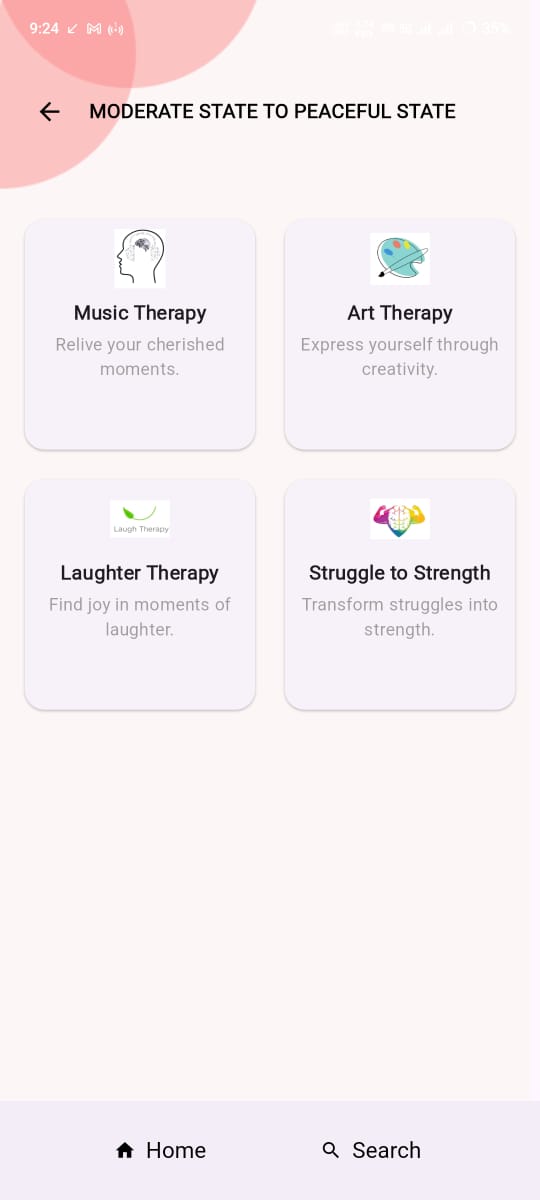 9:24
35%
MODERATE STATE TO PEACEFUL STATE
Music Therapy
Relive your cherished
moments.
Art Therapy
Express yourself through
creativity.
Laugh Therapy
Laughter Therapy
Find joy in moments of
laughter.
Struggle to Strength
Transform struggles into
strength.
Home
Search